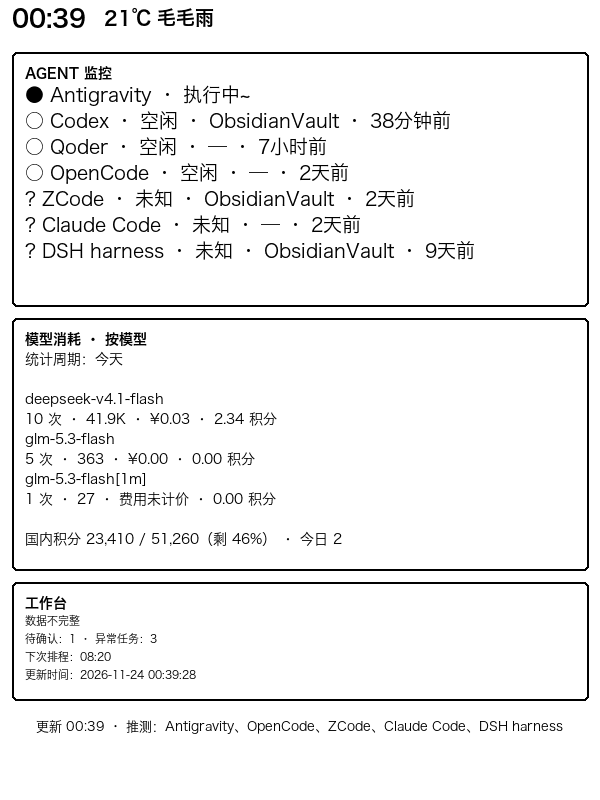 00:39 21℃ 毛毛雨
AGENT 监控
● Antigravity · 执行中~
○ Codex · 空闲 · ObsidianVault · 38分钟前
○ Qoder · 空闲 · — · 7小时前
○ OpenCode · 空闲 · — · 2天前
? ZCode · 未知 · ObsidianVault · 2天前
? Claude Code · 未知 · — · 2天前
? DSH harness · 未知 · ObsidianVault · 9天前
模型消耗 · 按模型
统计周期：今天
deepseek-v4.1-flash
10 次 · 41.9K · ¥0.03 · 2.34 积分
glm-5.3-flash
5 次 · 363 · ¥0.00 · 0.00 积分
glm-5.3-flash[1m]
1 次 · 27 · 费用未计价 · 0.00 积分
国内积分 23,410 / 51,260（剩 46%） · 今日 2
工作台
数据不完整
待确认：1 · 异常任务：3
下次排程：08:20
更新时间：2026-11-24 00:39:28
更新 00:39 · 推测：Antigravity、OpenCode、ZCode、Claude Code、DSH harness